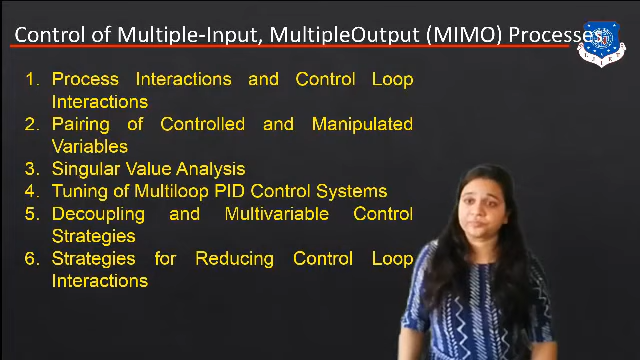 Control of Multiple-Input, MultipleOutput (MIMO) Processes
1. Process Interactions and Control Loop
Interactions
2. Pairing of Controlled and Manipulated
Variables
3. Singular Value Analysis
4. Tuning of Multiloop PID Control Systems
5. Decoupling and Multivariable Control
Strategies
6. Strategies for Reducing Control Loop
Interactions